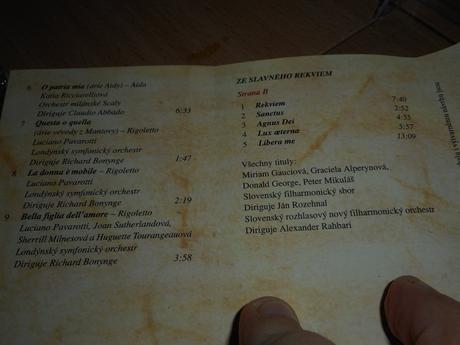 6 O patria mia (árie Aidy) – Aida
Katia Ricciarelliová
Orchestr milánské Scaly
Diriguje Claudio Abbado 6:33
7 Questa o quella
(árie vévody z Mantovy) – Rigoletto
Luciano Pavarotti
Londýnský symfonický orchestr
Diriguje Richard Bonynge 1:47
8 La donna è mobile – Rigoletto
Luciano Pavarotti
Londýnský symfonický orchestr
Diriguje Richard Bonynge 2:19
9 Bella figlia dell'amore – Rigoletto
Luciano Pavarotti, Joan Sutherlandová,
Sherrill Milnesová a Huguette Tourangeauová
Londýnský symfonický orchestr
Diriguje Richard Bonynge 3:58
ZE SLAVNÉHO REKVIEM
Strana B
1 Rekviem 7:40
2 Sanctus 2:52
3 Agnus Dei 4:55
4 Lux æterna 5:57
5 Libera me 13:09
Všechny tituly:
Miriam Gauciová, Graciela Alperynová,
Donald George, Peter Mikuláš
Slovenský filharmonický sbor
Diriguje Ján Rozehnal
Slovenský rozhlasový nový filharmonický orchestr
Diriguje Alexander Rahbari